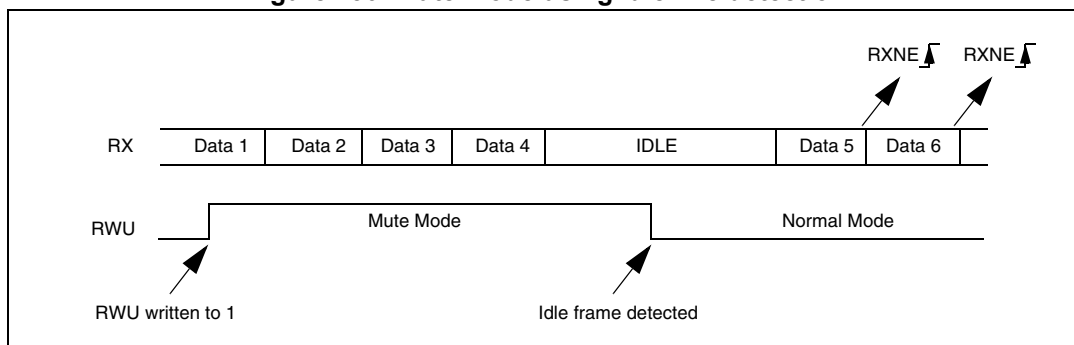 RXNE RXNE
RX Data 1 Data 2 Data 3 Data 4 IDLE Data 5 Data 6
RWU Mute Mode Normal Mode
RWU written to 1 Idle frame detected